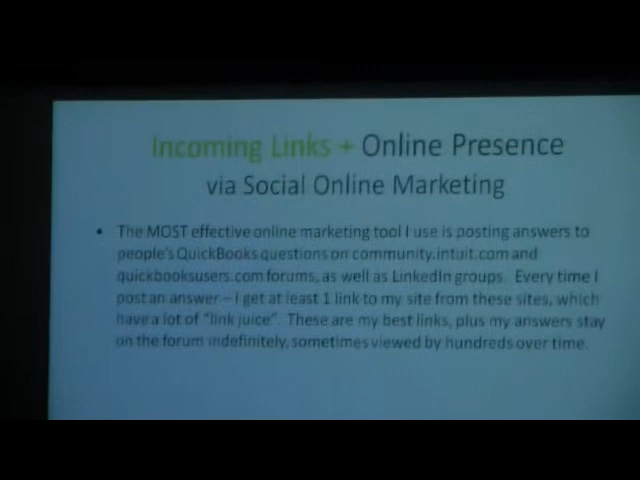 Incoming Links + Online Presence
via Social Online Marketing
• The MOST effective online marketing tool I use is posting answers to
people's QuickBooks questions on community.intuit.com and
quickbooksusers.com forums, as well as LinkedIn groups. Every time I
post an answer – I get at least 1 link to my site from these sites, which
have a lot of "link juice". These are my best links, plus my answers stay
on the forum indefinitely, sometimes viewed by hundreds over time.